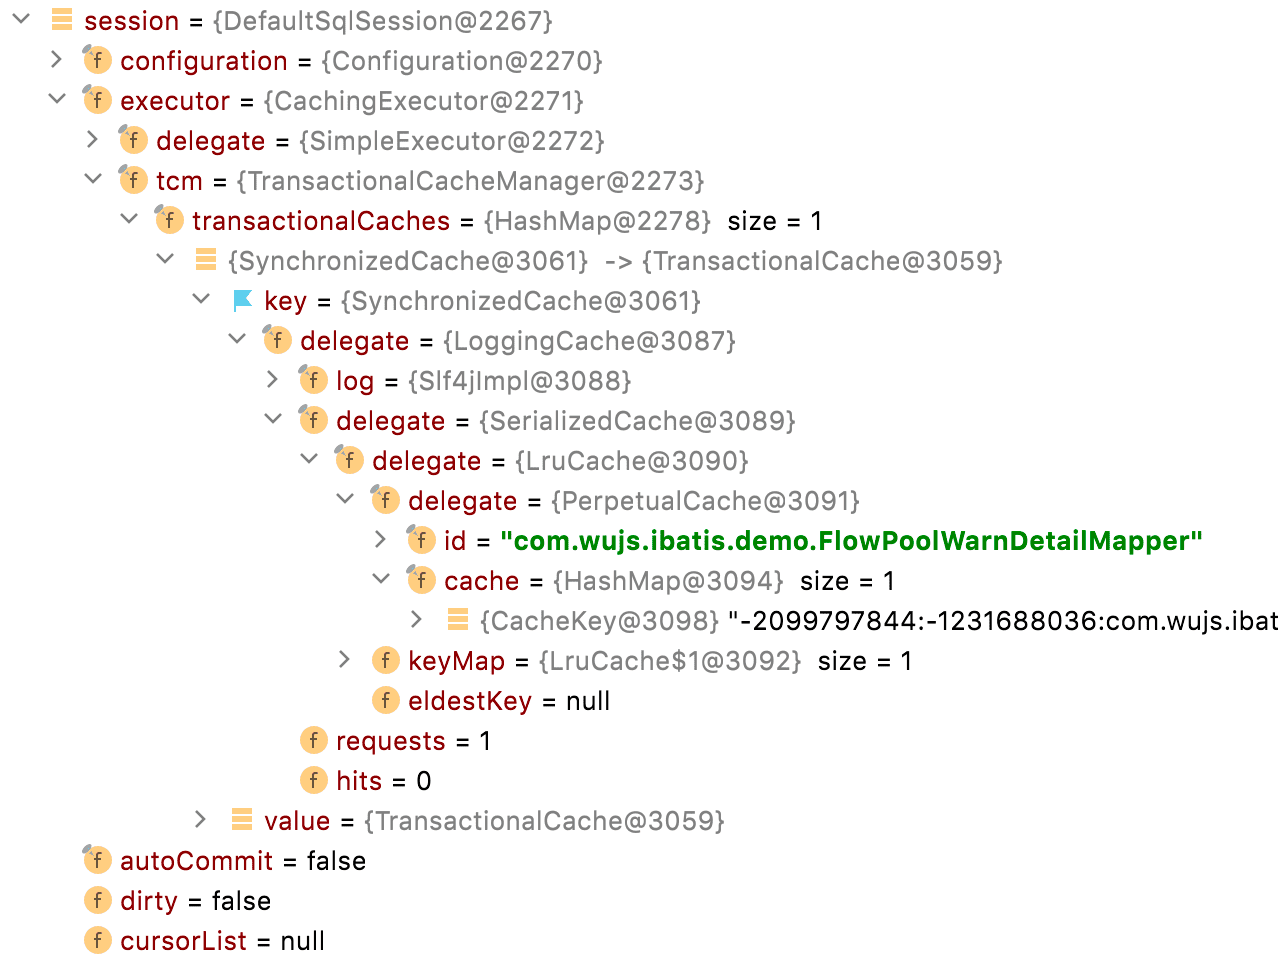 session = {DefaultSqlSession@2267}
f configuration = {Configuration@2270}
f executor = {CachingExecutor@2271}
f delegate = {SimpleExecutor@2272}
f tcm = {TransactionalCacheManager@2273}
f transactionalCaches = {HashMap@2278} size = 1
{SynchronizedCache@3061} -> {TransactionalCache@3059}
key = {SynchronizedCache@3061}
f delegate = {LoggingCache@3087}
f log = {Slf4jImpl@3088}
f delegate = {SerializedCache@3089}
f delegate = {LruCache@3090}
f delegate = {PerpetualCache@3091}
f id = "com.wujs.ibatis.demo.FlowPoolWarnDetailMapper"
f cache = {HashMap@3094} size = 1
{CacheKey@3098} "-2099797844:-1231688036:com.wujs.ibat
f keyMap = {LruCache$1@3092} size = 1
f eldestKey = null
f requests = 1
f hits = 0
value = {TransactionalCache@3059}
f autoCommit = false
f dirty = false
f cursorList = null